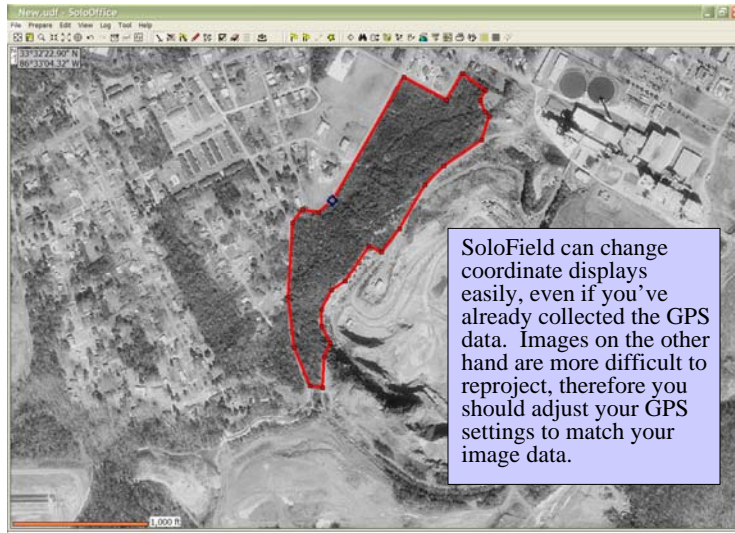 New.udf - SoloOffice
File Prepare Edit View Log Tool Help
33°32'22.90" N
86°33'04.32" W
SoloField can change
coordinate displays
easily, even if you've
already collected the GPS
data. Images on the other
hand are more difficult to
reproject, therefore you
should adjust your GPS
settings to match your
image data.
1,000 ft